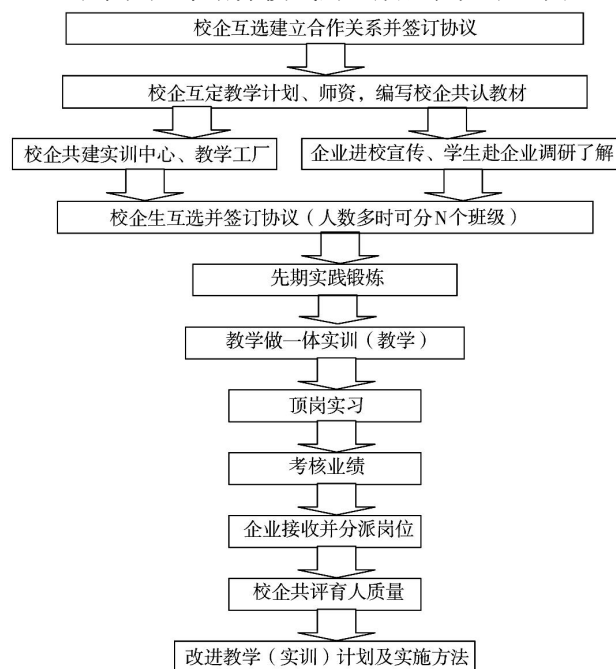 校企互选建立合作关系并签订协议
校企互定教学计划、师资，编写校企共认教材
校企共建实训中心、教学工厂
企业进校宣传、学生赴企业调研了解
校企生互选并签订协议（人数多时可分N个班级）
先期实践锻炼
教学做一体实训（教学）
顶岗实习
考核业绩
企业接收并分派岗位
校企共评育人质量
改进教学（实训）计划及实施方法